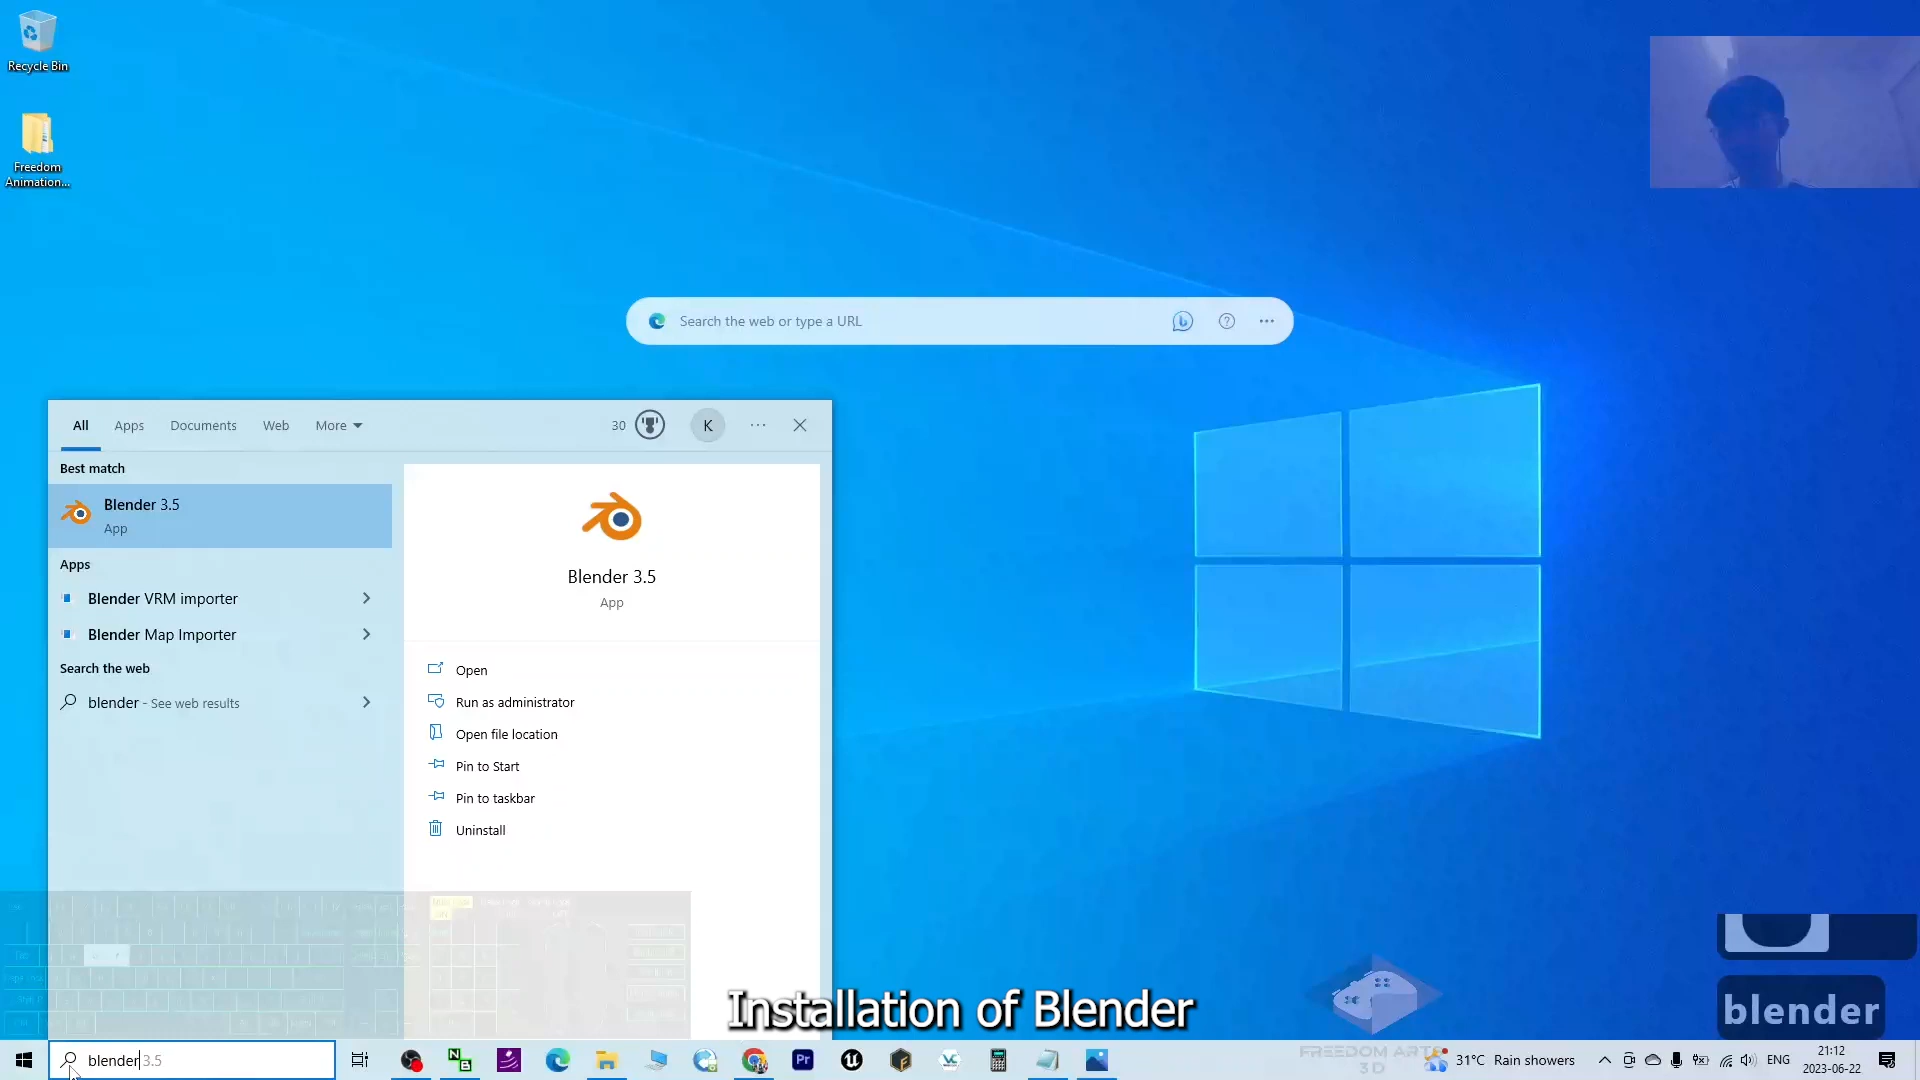 Recycle Bin
Freedom
Animation...
Search the web or type a URL
All
Apps
Documents
Web
More
30
K
Best match
Blender 3.5
App
Apps
Blender VRM importer
Blender Map Importer
Search the web
blender - See web results
Blender 3.5
App
Open
Run as administrator
Open file location
Pin to Start
Pin to taskbar
Uninstall
Installation of Blender
blender
FREEDOM ARTS
3D
blender 3.5
Pr
31°C Rain showers
ENG
21:12
2023-06-22